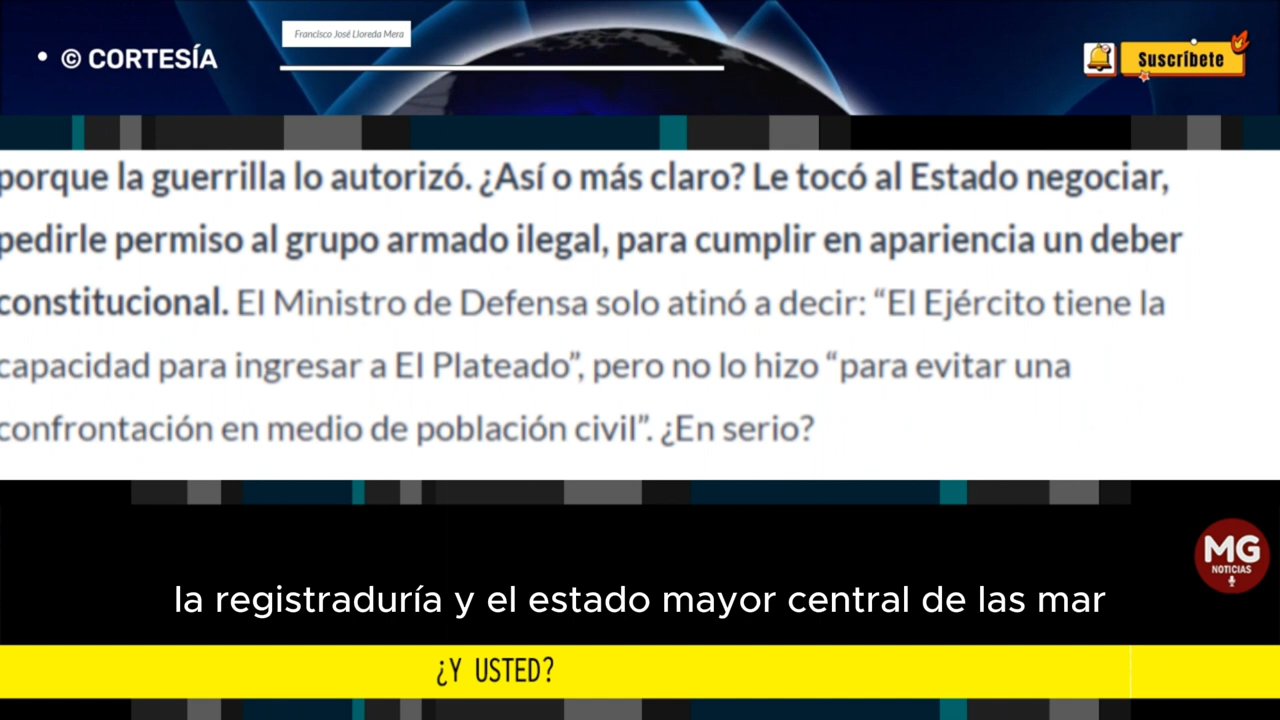 Francisco José Lloreda Mera
• © CORTESÍA
Suscríbete
porque la guerrilla lo autorizó. ¿Así o más claro? Le tocó al Estado negociar,
pedirle permiso al grupo armado ilegal, para cumplir en apariencia un deber
constitucional. El Ministro de Defensa solo atinó a decir: “El Ejército tiene la
capacidad para ingresar a El Plateado”, pero no lo hizo “para evitar una
confrontación en medio de población civil”. ¿En serio?
MG
NOTICIAS
la registraduría y el estado mayor central de las mar
¿Y USTED?